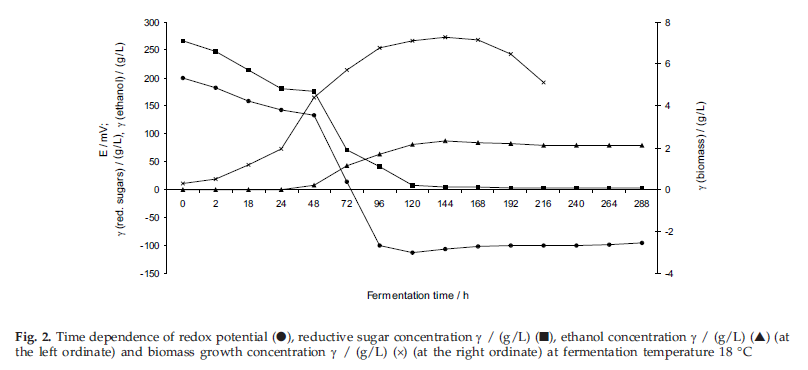 300
250
200
150
100
50
0
-50
-100
-150
E / mV;
γ (red. sugars) / (g/L), γ (ethanol) / (g/L)
8
6
4
2
0
-2
-4
γ (biomass) / (g/L)
0 2 18 24 48 72 96 120 144 168 192 216 240 264 288
Fermentation time / h
Fig. 2. Time dependence of redox potential (●), reductive sugar concentration γ / (g/L) (■), ethanol concentration γ / (g/L) (▲) (at
the left ordinate) and biomass growth concentration γ / (g/L) (×) (at the right ordinate) at fermentation temperature 18 °C